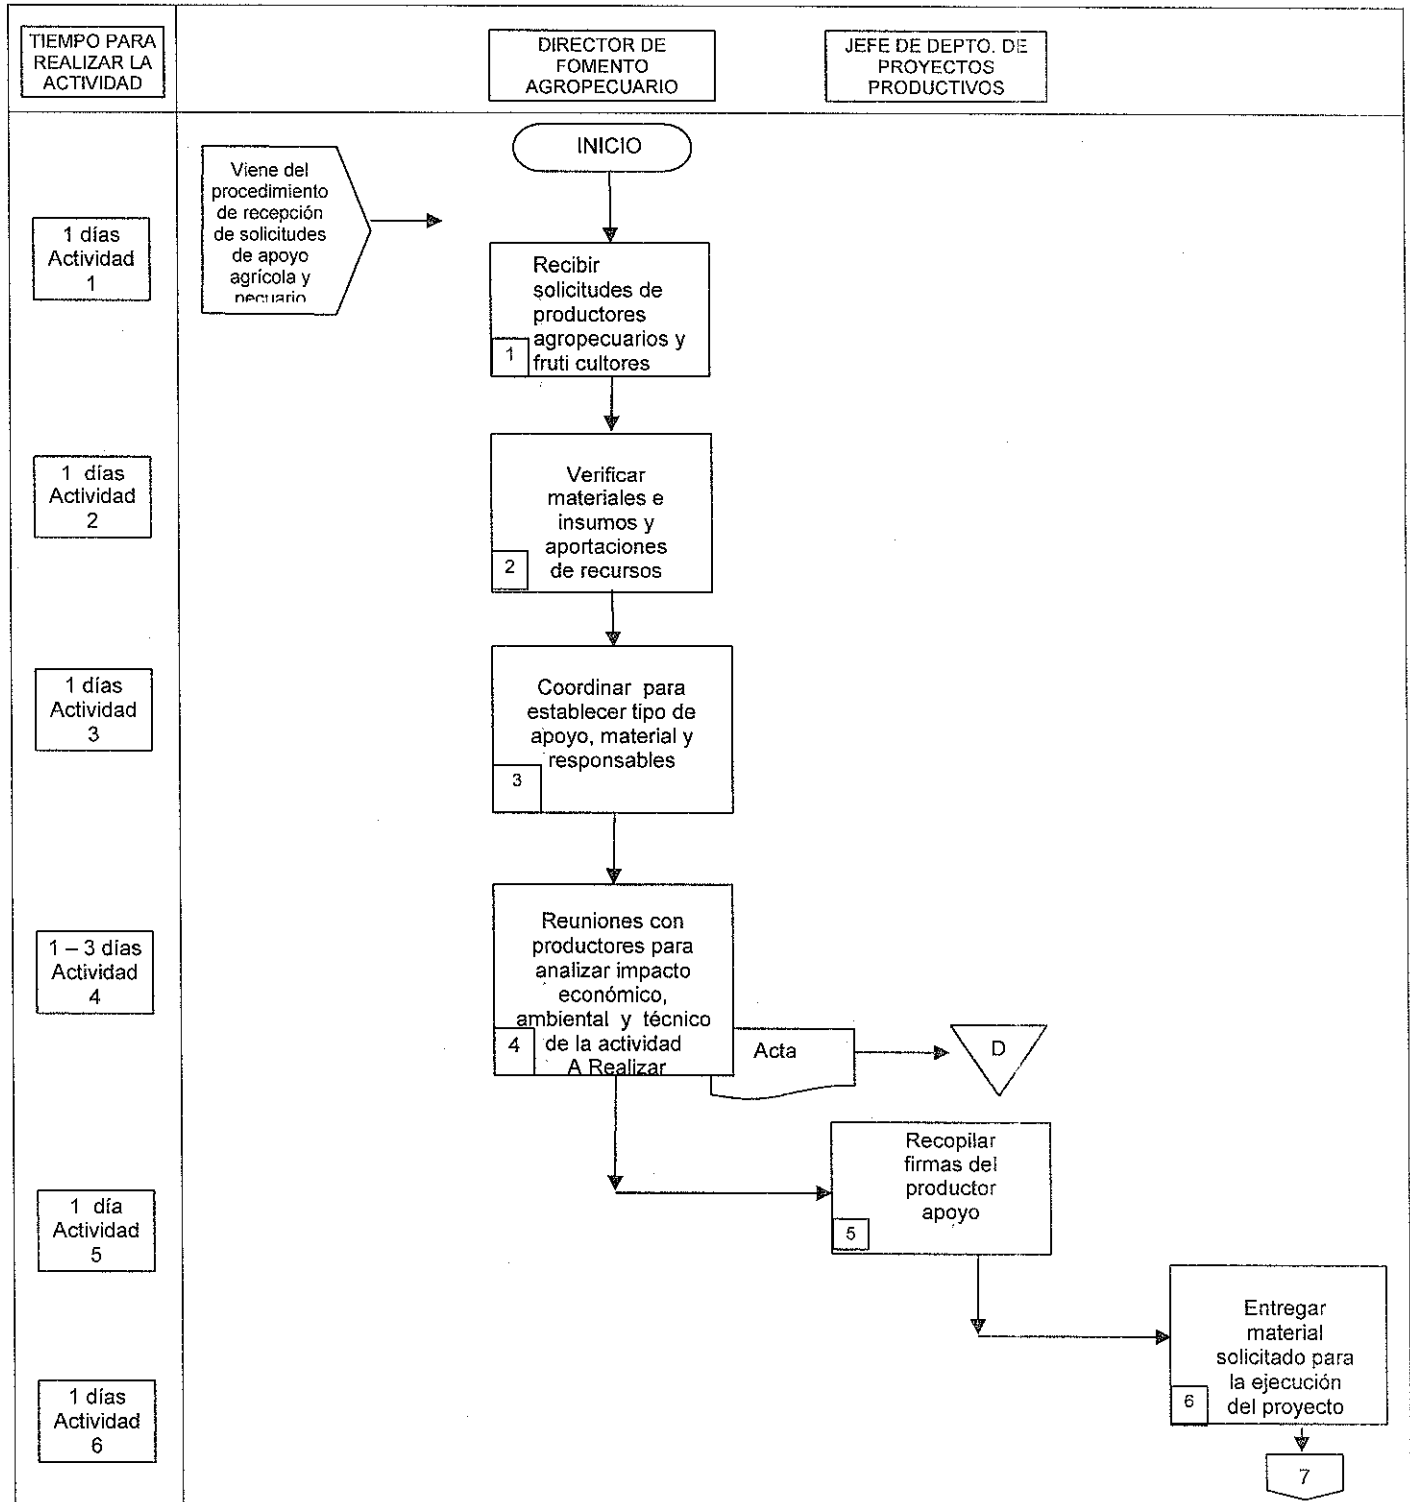 TIEMPO PARA
REALIZAR LA
ACTIVIDAD
DIRECTOR DE
FOMENTO
AGROPECUARIO
JEFE DE DEPTO. DE
PROYECTOS
PRODUCTIVOS
INICIO
Viene del
procedimiento
de recepción
de solicitudes
de apoyo
agrícola y
pecuario
1 días
Actividad
1
Recibir
solicitudes de
productores
agropecuarios y
fruti cultores
1
1 días
Actividad
2
Verificar
materiales e
insumos y
aportaciones
de recursos
2
1 días
Actividad
3
Coordinar para
establecer tipo de
apoyo, material y
responsables
3
1 – 3 días
Actividad
4
Reuniones con
productores para
analizar impacto
económico,
ambiental y técnico
de la actividad
A Realizar
4
Acta
D
1 día
Actividad
5
Recopilar
firmas del
productor
apoyo
5
1 días
Actividad
6
Entregar
material
solicitado para
la ejecución
del proyecto
6
7